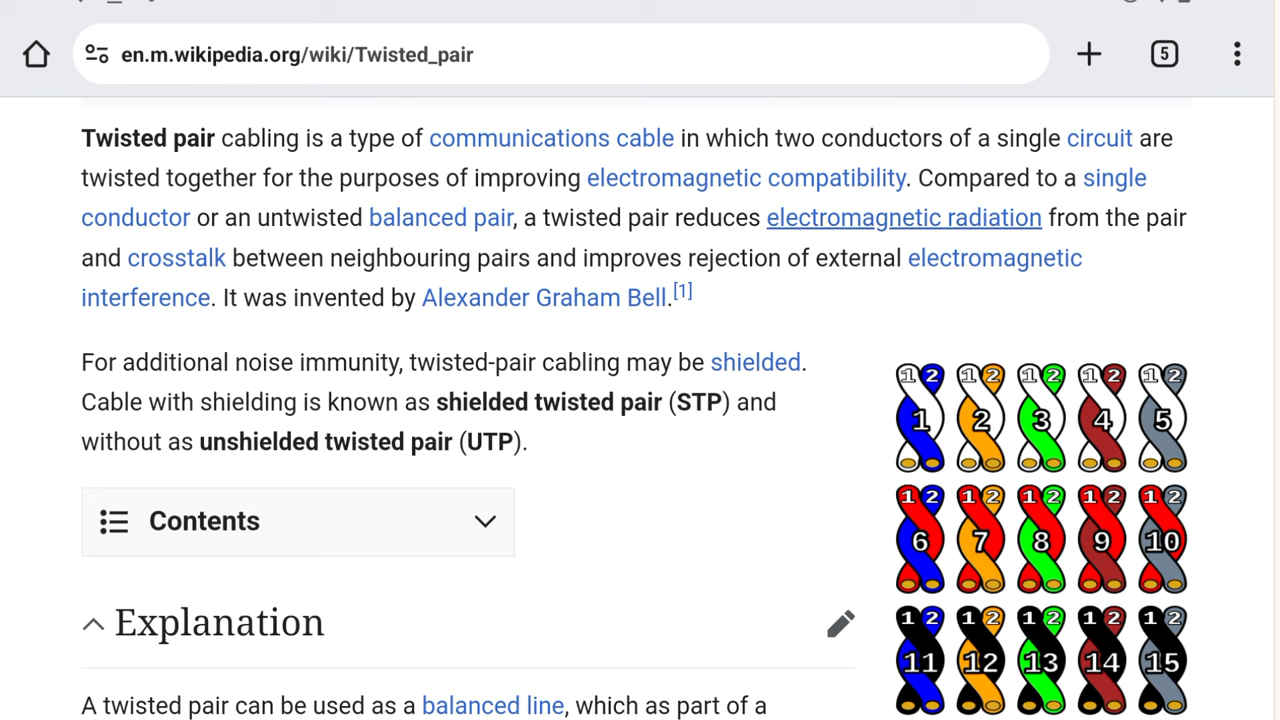 en.m.wikipedia.org/wiki/Twisted_pair
5
Twisted pair cabling is a type of communications cable in which two conductors of a single circuit are
twisted together for the purposes of improving electromagnetic compatibility. Compared to a single
conductor or an untwisted balanced pair, a twisted pair reduces electromagnetic radiation from the pair
and crosstalk between neighbouring pairs and improves rejection of external electromagnetic
interference. It was invented by Alexander Graham Bell.[1]
For additional noise immunity, twisted-pair cabling may be shielded.
Cable with shielding is known as shielded twisted pair (STP) and
without as unshielded twisted pair (UTP).
Contents
Explanation
A twisted pair can be used as a balanced line, which as part of a
1 2 1 2 1 2 1 2 1 2
1 2 3 4 5
1 2 1 2 1 2 1 2 1 2
6 7 8 9 10
1 2 1 2 1 2 1 2 1 2
11 12 13 14 15